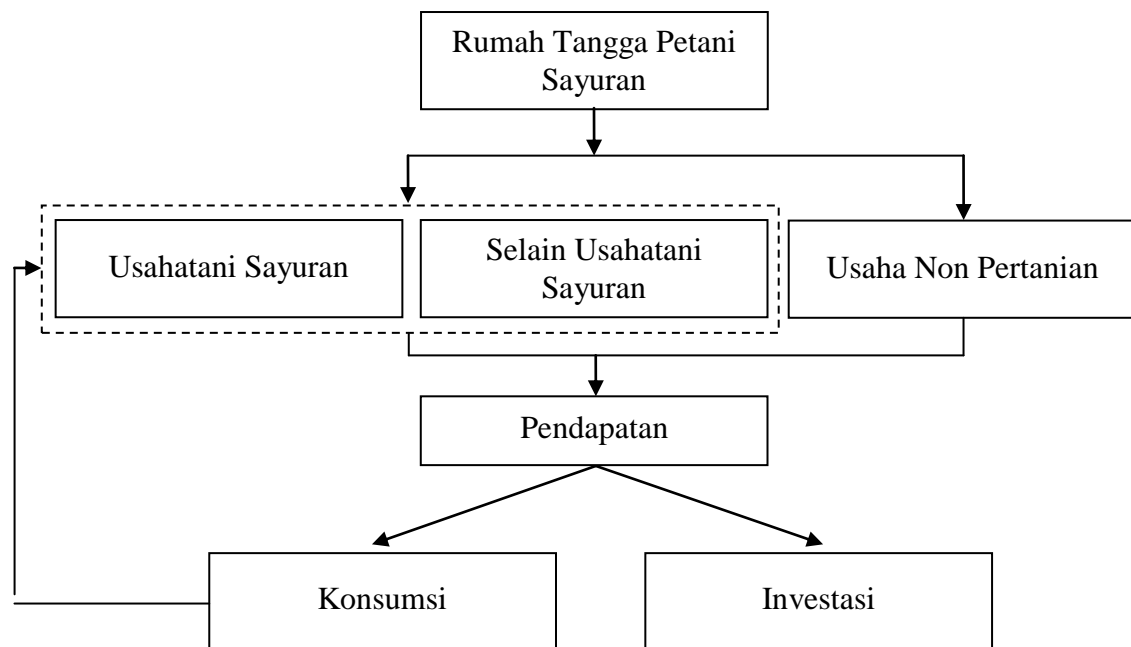 Rumah Tangga Petani
Sayuran
Usahatani Sayuran
Selain Usahatani
Sayuran
Usaha Non Pertanian
Pendapatan
Konsumsi
Investasi